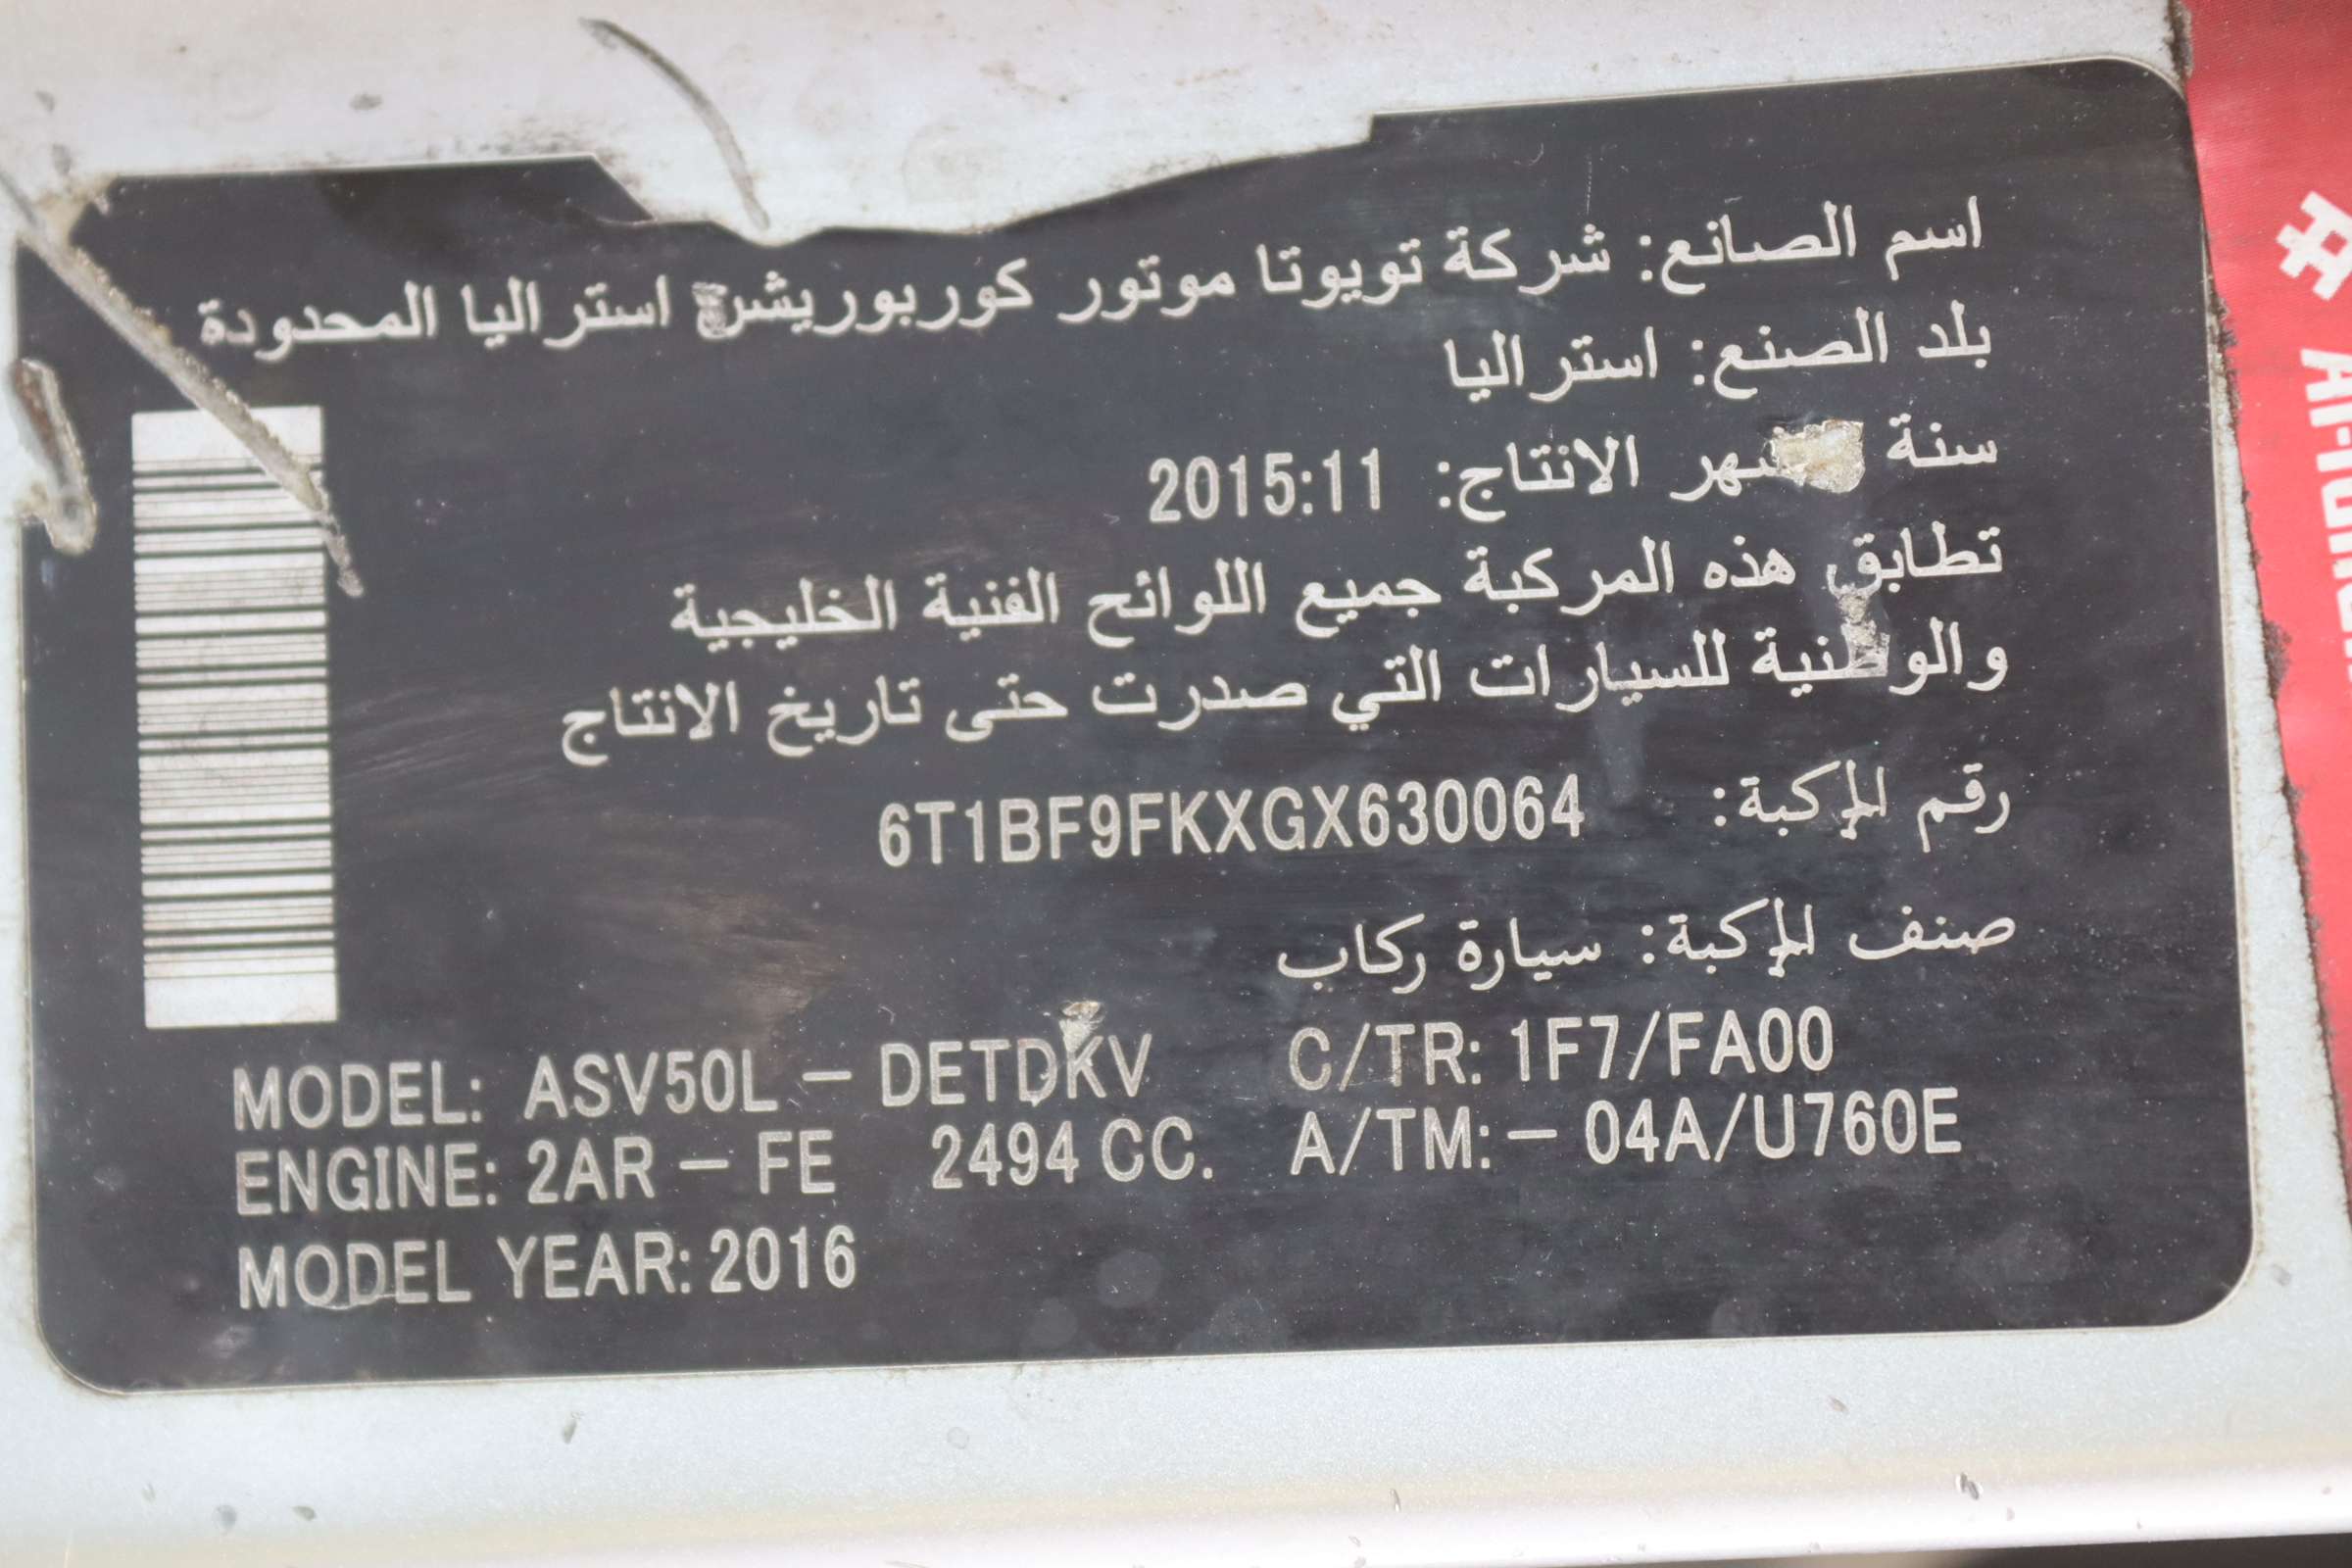 اسم الصانع: شركة تويوتا موتور كوربوريشن استراليا المحدودة
بلد الصنع: استراليا
سنة وشهر الانتاج: 2015:11
تطابق هذه المركبة جميع اللوائح الفنية الخليجية
والوطنية للسيارات التي صدرت حتى تاريخ الانتاج
رقم المركبة: 6T1BF9FKXGX630064
صنف المركبة: سيارة ركاب
MODEL: ASV50L – DETDKV C/TR: 1F7/FA00
ENGINE: 2AR – FE 2494 CC. A/TM: – 04A/U760E
MODEL YEAR: 2016